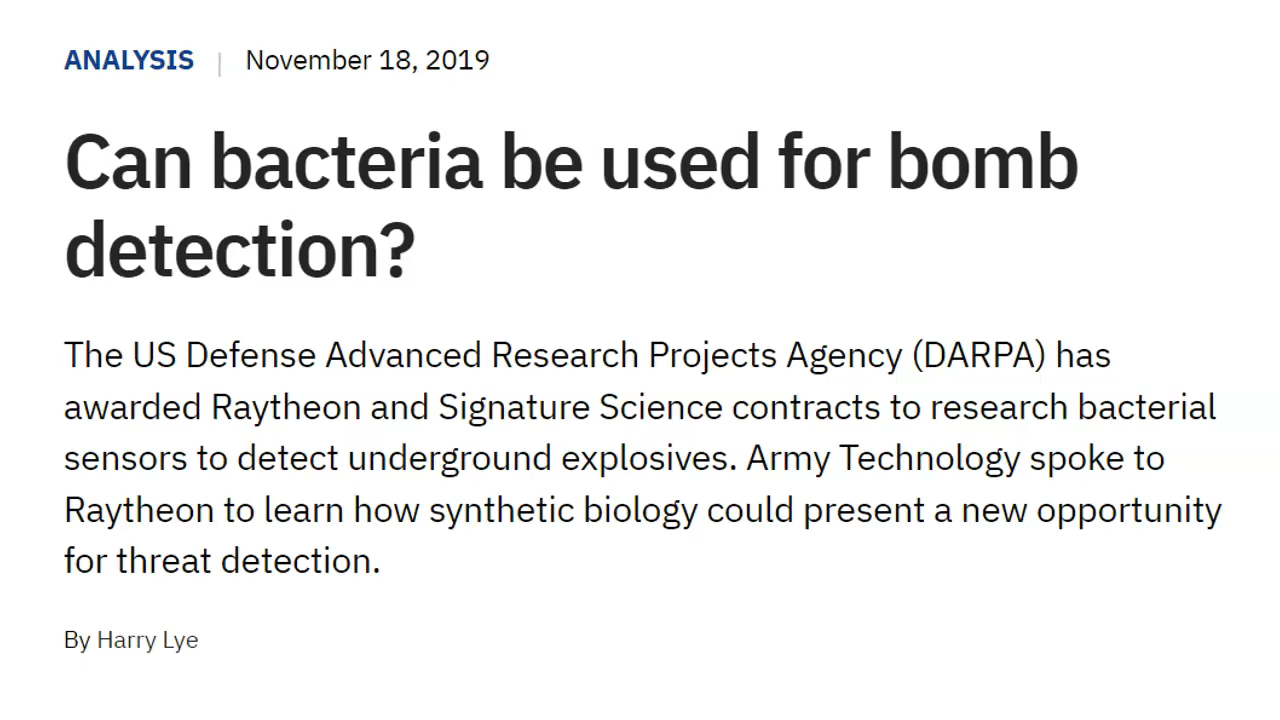 ANALYSIS | November 18, 2019
Can bacteria be used for bomb
detection?
The US Defense Advanced Research Projects Agency (DARPA) has
awarded Raytheon and Signature Science contracts to research bacterial
sensors to detect underground explosives. Army Technology spoke to
Raytheon to learn how synthetic biology could present a new opportunity
for threat detection.
By Harry Lye